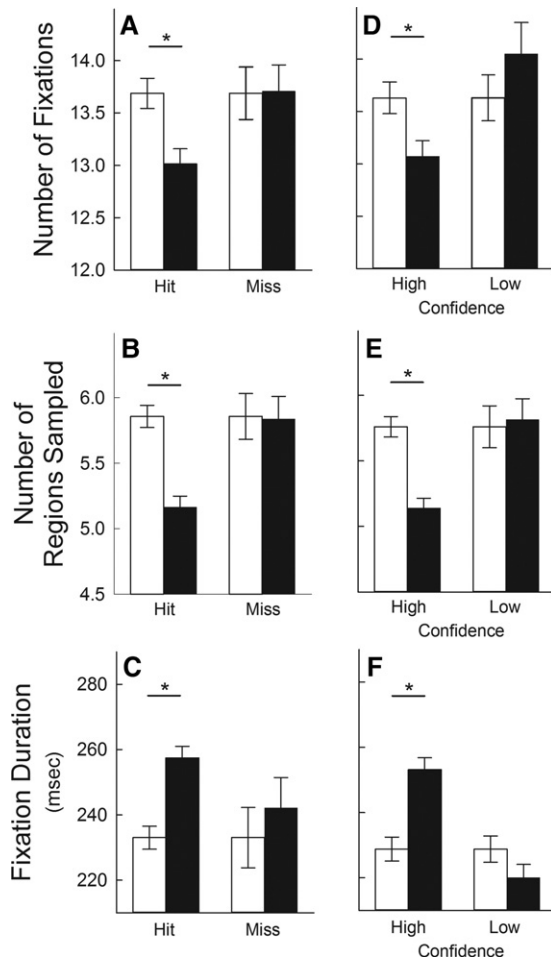 A
D
Number of Fixations
14.0
13.5
13.0
12.5
12.0
*
*
Hit
Miss
High
Low
Confidence
B
E
Number of
Regions Sampled
6.0
5.5
5.0
4.5
*
*
Hit
Miss
High
Low
Confidence
C
F
Fixation Duration
(msec)
280
260
240
220
*
*
Hit
Miss
High
Low
Confidence